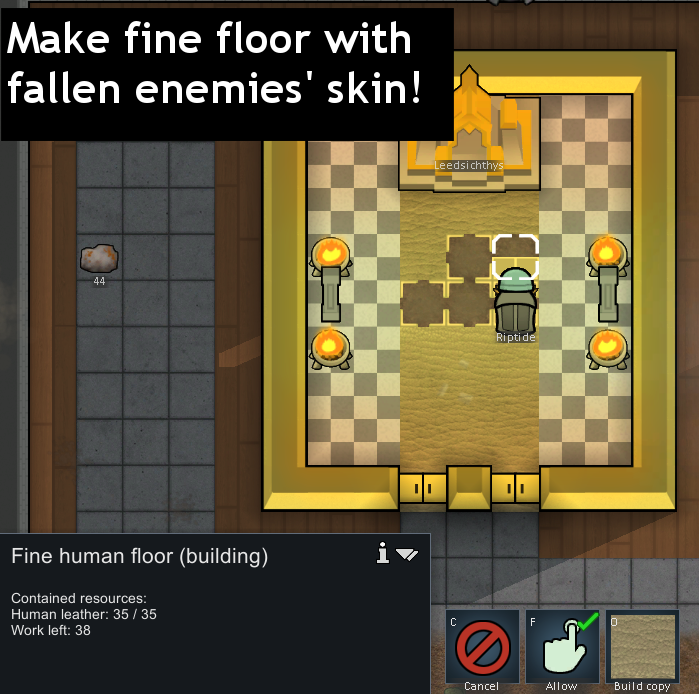 Make fine floor with
fallen enemies' skin!
Leedsichthys
44
Riptide
Fine human floor (building)
Contained resources:
Human leather: 35 / 35
Work left: 38
C
Cancel
F
Allow
O
Build copy